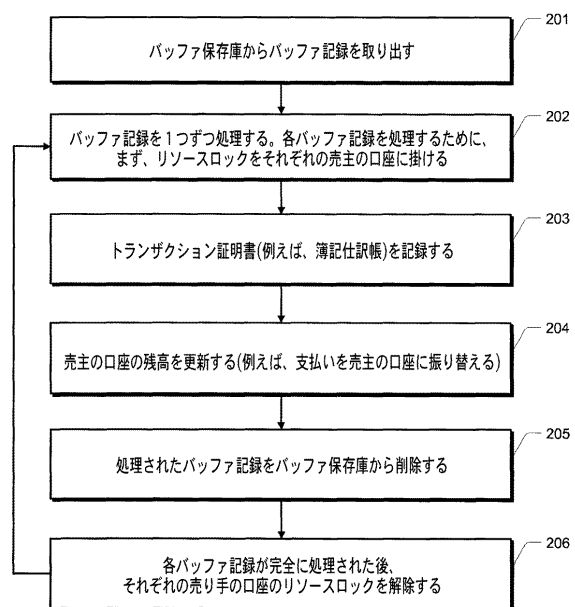 201
バッファ保存庫からバッファ記録を取り出す
202
バッファ記録を1つずつ処理する。各バッファ記録を処理するために、
まず、リソースロックをそれぞれの売主の口座に掛ける
203
トランザクション証明書(例えば、簿記仕訳帳)を記録する
204
売主の口座の残高を更新する(例えば、支払いを売主の口座に振り替える)
205
処理されたバッファ記録をバッファ保存庫から削除する
206
各バッファ記録が完全に処理された後、
それぞれの売り手の口座のリソースロックを解除する